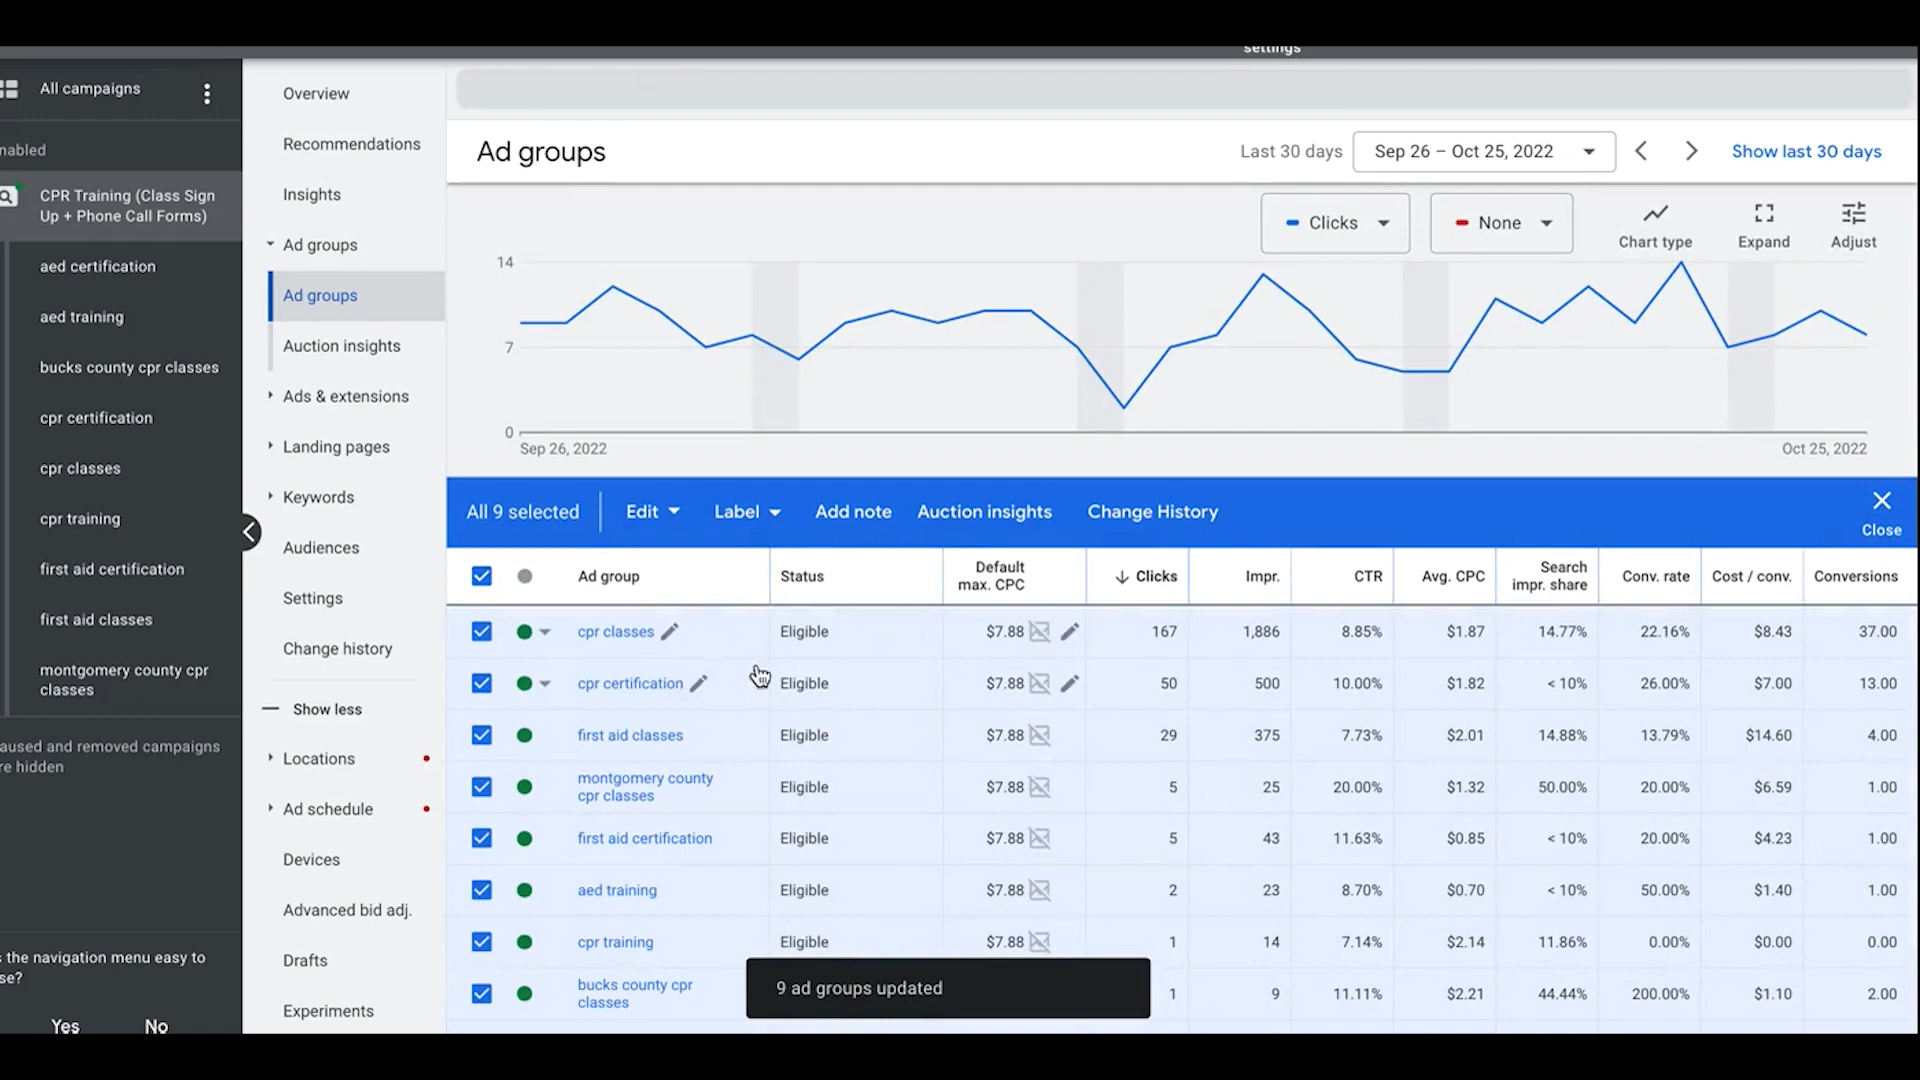 settings
All campaigns
nabled
CPR Training (Class Sign
Up + Phone Call Forms)
aed certification
aed training
bucks county cpr classes
cpr certification
cpr classes
cpr training
first aid certification
first aid classes
montgomery county cpr
classes
aused and removed campaigns
re hidden
s the navigation menu easy to
se?
Yes No
Overview
Recommendations
Insights
Ad groups
Ad groups
Auction insights
Ads & extensions
Landing pages
Keywords
Audiences
Settings
Change history
Show less
Locations
Ad schedule
Devices
Advanced bid adj.
Drafts
Experiments
Ad groups
Last 30 days Sep 26 – Oct 25, 2022 Show last 30 days
Clicks None Chart type Expand Adjust
14
7
0
Sep 26, 2022 Oct 25, 2022
All 9 selected Edit Label Add note Auction insights Change History Close
Ad group Status Default max. CPC Clicks Impr. CTR Avg. CPC Search impr. share Conv. rate Cost / conv. Conversions
cpr classes Eligible $7.88 167 1,886 8.85% $1.87 14.77% 22.16% $8.43 37.00
cpr certification Eligible $7.88 50 500 10.00% $1.82 < 10% 26.00% $7.00 13.00
first aid classes Eligible $7.88 29 375 7.73% $2.01 14.88% 13.79% $14.60 4.00
montgomery county
cpr classes Eligible $7.88 5 25 20.00% $1.32 50.00% 20.00% $6.59 1.00
first aid certification Eligible $7.88 5 43 11.63% $0.85 < 10% 20.00% $4.23 1.00
aed training Eligible $7.88 2 23 8.70% $0.70 < 10% 50.00% $1.40 1.00
cpr training Eligible $7.88 1 14 7.14% $2.14 11.86% 0.00% $0.00 0.00
bucks county cpr
classes 1 9 11.11% $2.21 44.44% 200.00% $1.10 2.00
9 ad groups updated